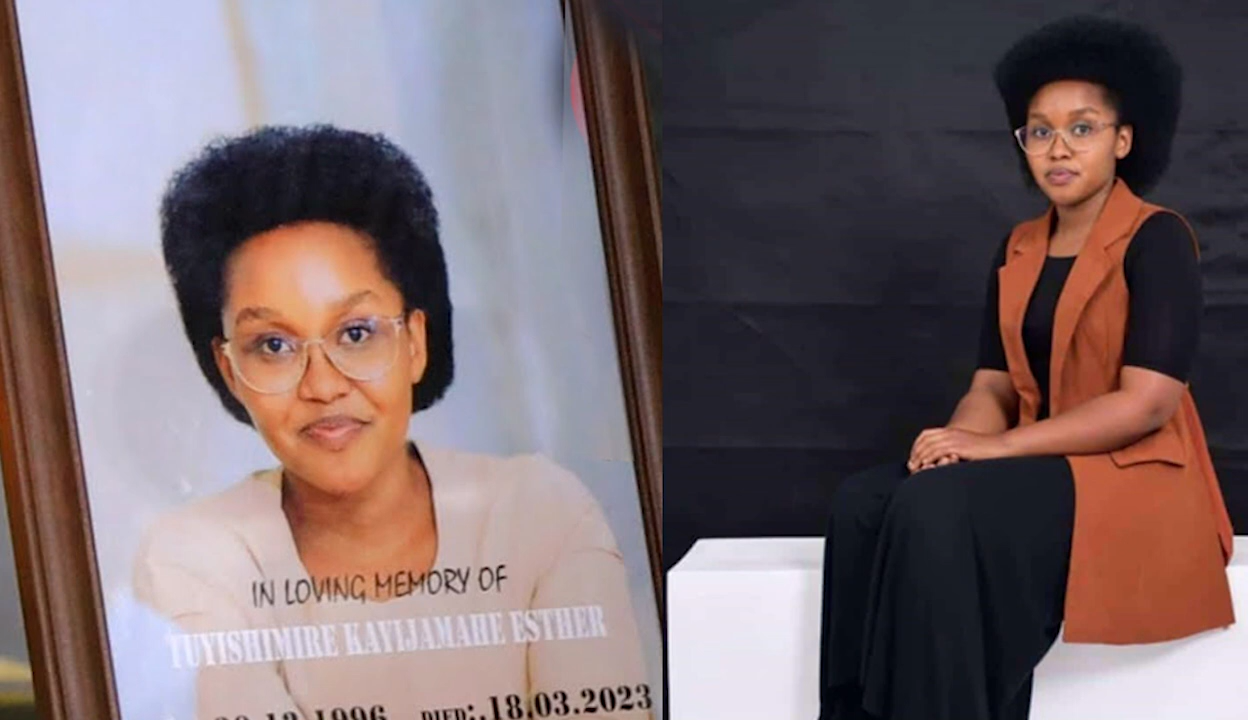 IN LOVING MEMORY OF
TUYISHIMIRE KAYIJAMAHE ESTHER
DIED:.18.03.2023